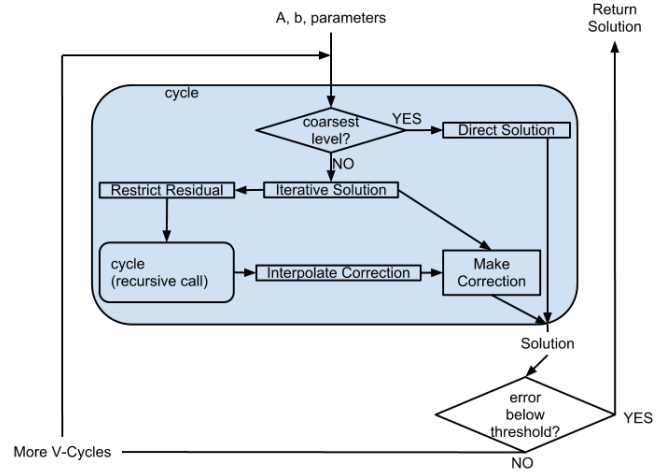 Return
Solution
A, b, parameters
cycle
coarsest
level?
YES
Direct Solution
NO
Restrict Residual
Iterative Solution
cycle
(recursive call)
Interpolate Correction
Make
Correction
Solution
error
below
threshold?
YES
NO
More V-Cycles